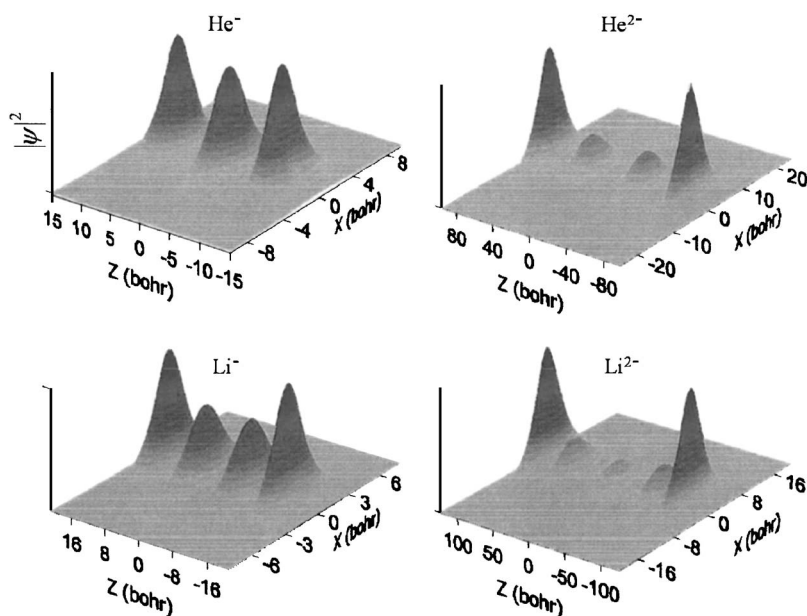 He⁻
|ψ|²
15 10 5 0 -5 -10 -15
Z (bohr)
-8 -4 0 4 8
X (bohr)
He²⁻
80 40 0 -40 -80
Z (bohr)
-20 -10 0 10 20
X (bohr)
Li⁻
16 8 0 -8 -16
Z (bohr)
-6 -3 0 3 6
X (bohr)
Li²⁻
100 50 0 -50 -100
Z (bohr)
-16 -8 0 8 16
X (bohr)